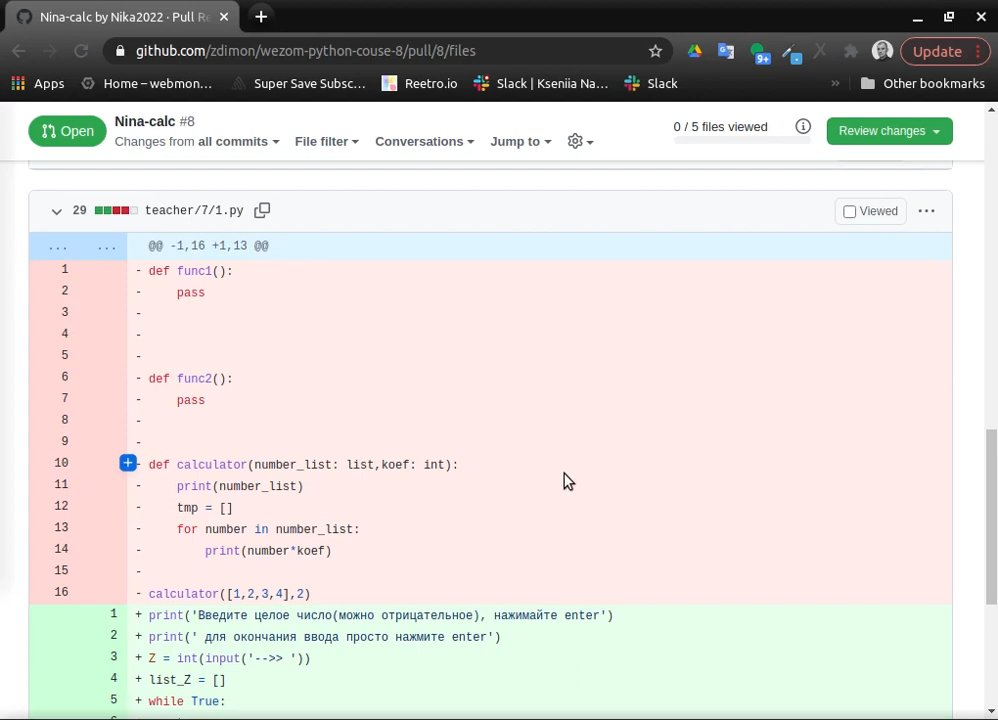 Nina-calc by Nika2022 · Pull Re
github.com/zdimon/wezom-python-couse-8/pull/8/files
9+
Update
Apps
Home – webmon...
Super Save Subsc...
Reetro.io
Slack | Kseniia Na...
Slack
»
Other bookmarks
Open
Nina-calc #8
Changes from all commits
File filter
Conversations
Jump to
0 / 5 files viewed
Review changes
29
teacher/7/1.py
Viewed
...
... ... @@ -1,16 +1,13 @@
1 - def func1():
2 - pass
3 -
4 -
5 -
6 - def func2():
7 - pass
8 -
9 -
10 - def calculator(number_list: list,koef: int):
11 - print(number_list)
12 - tmp = []
13 - for number in number_list:
14 - print(number*koef)
15 -
16 - calculator([1,2,3,4],2)
1 + print('Введите целое число(можно отрицательное), нажимайте enter')
2 + print(' для окончания ввода просто нажмите enter')
3 + Z = int(input('-->> '))
4 + list_Z = []
5 + while True: